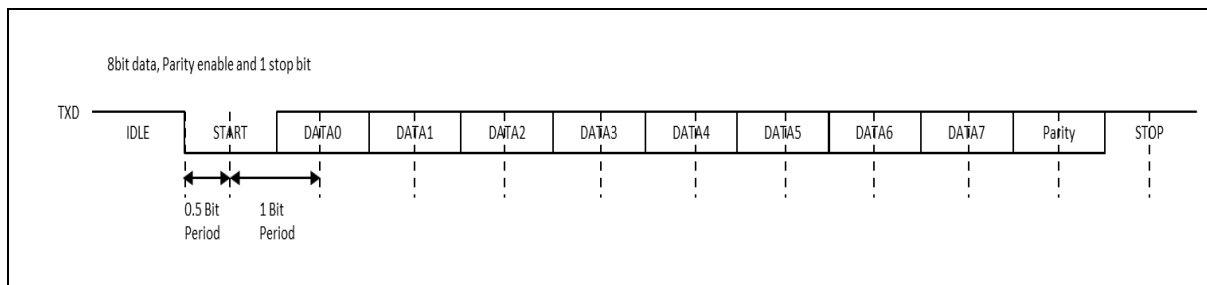 8bit data, Parity enable and 1 stop bit
TXD
IDLE START DATA0 DATA1 DATA2 DATA3 DATA4 DATA5 DATA6 DATA7 Parity STOP
0.5 Bit 1 Bit
Period Period